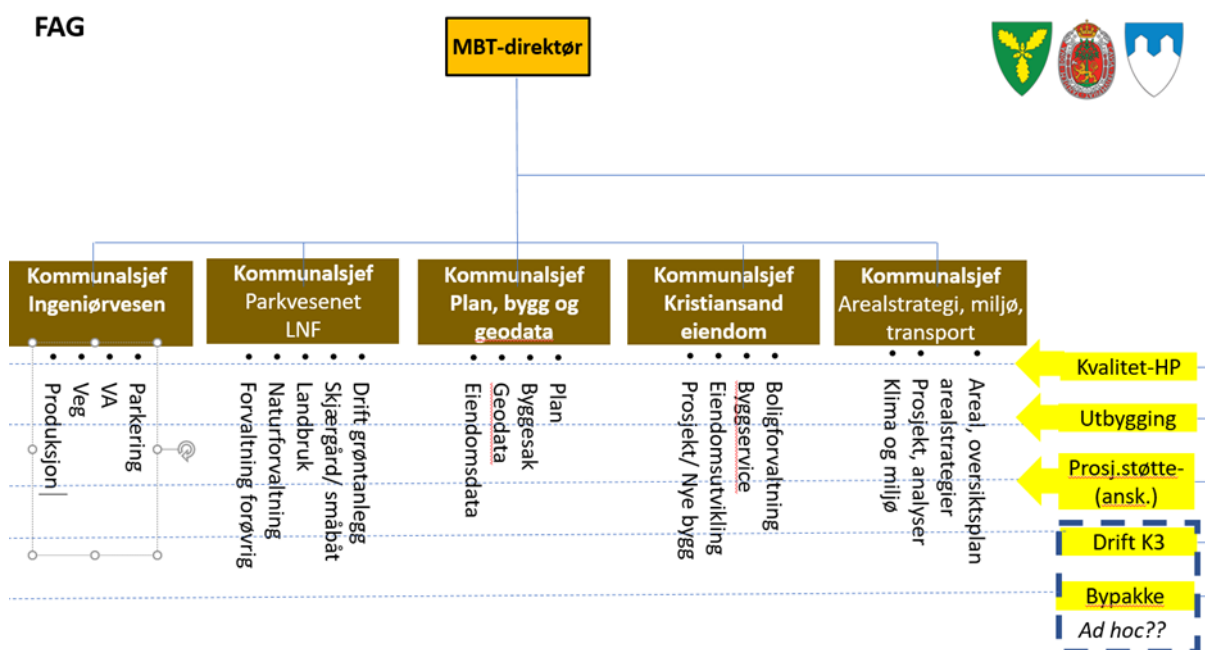 FAG
MBT-direktør
Kommunalsjef
Ingeniørvesen
Kommunalsjef
Parkvesenet
LNF
Kommunalsjef
Plan, bygg og
geodata
Kommunalsjef
Kristiansand
eiendom
Kommunalsjef
Arealstrategi, miljø,
transport
• Parkering
• VA
• Veg
• Produksjon
• Drift grøntanlegg
• Skjærgård/ småbåt
• Landbruk
• Naturforvaltning
• Forvaltning forøvrig
• Plan
• Byggesak
• Geodata
• Eiendomsdata
• Boligforvaltning
• Byggservice
• Eiendomsutvikling
• Prosjekt/ Nye bygg
• Areal, oversiktsplan
arealstrategier
• Prosjekt, analyser
• Klima og miljø
Kvalitet-HP
Utbygging
Prosj.støtte-
(ansk.)
Drift K3
Bypakke
Ad hoc??